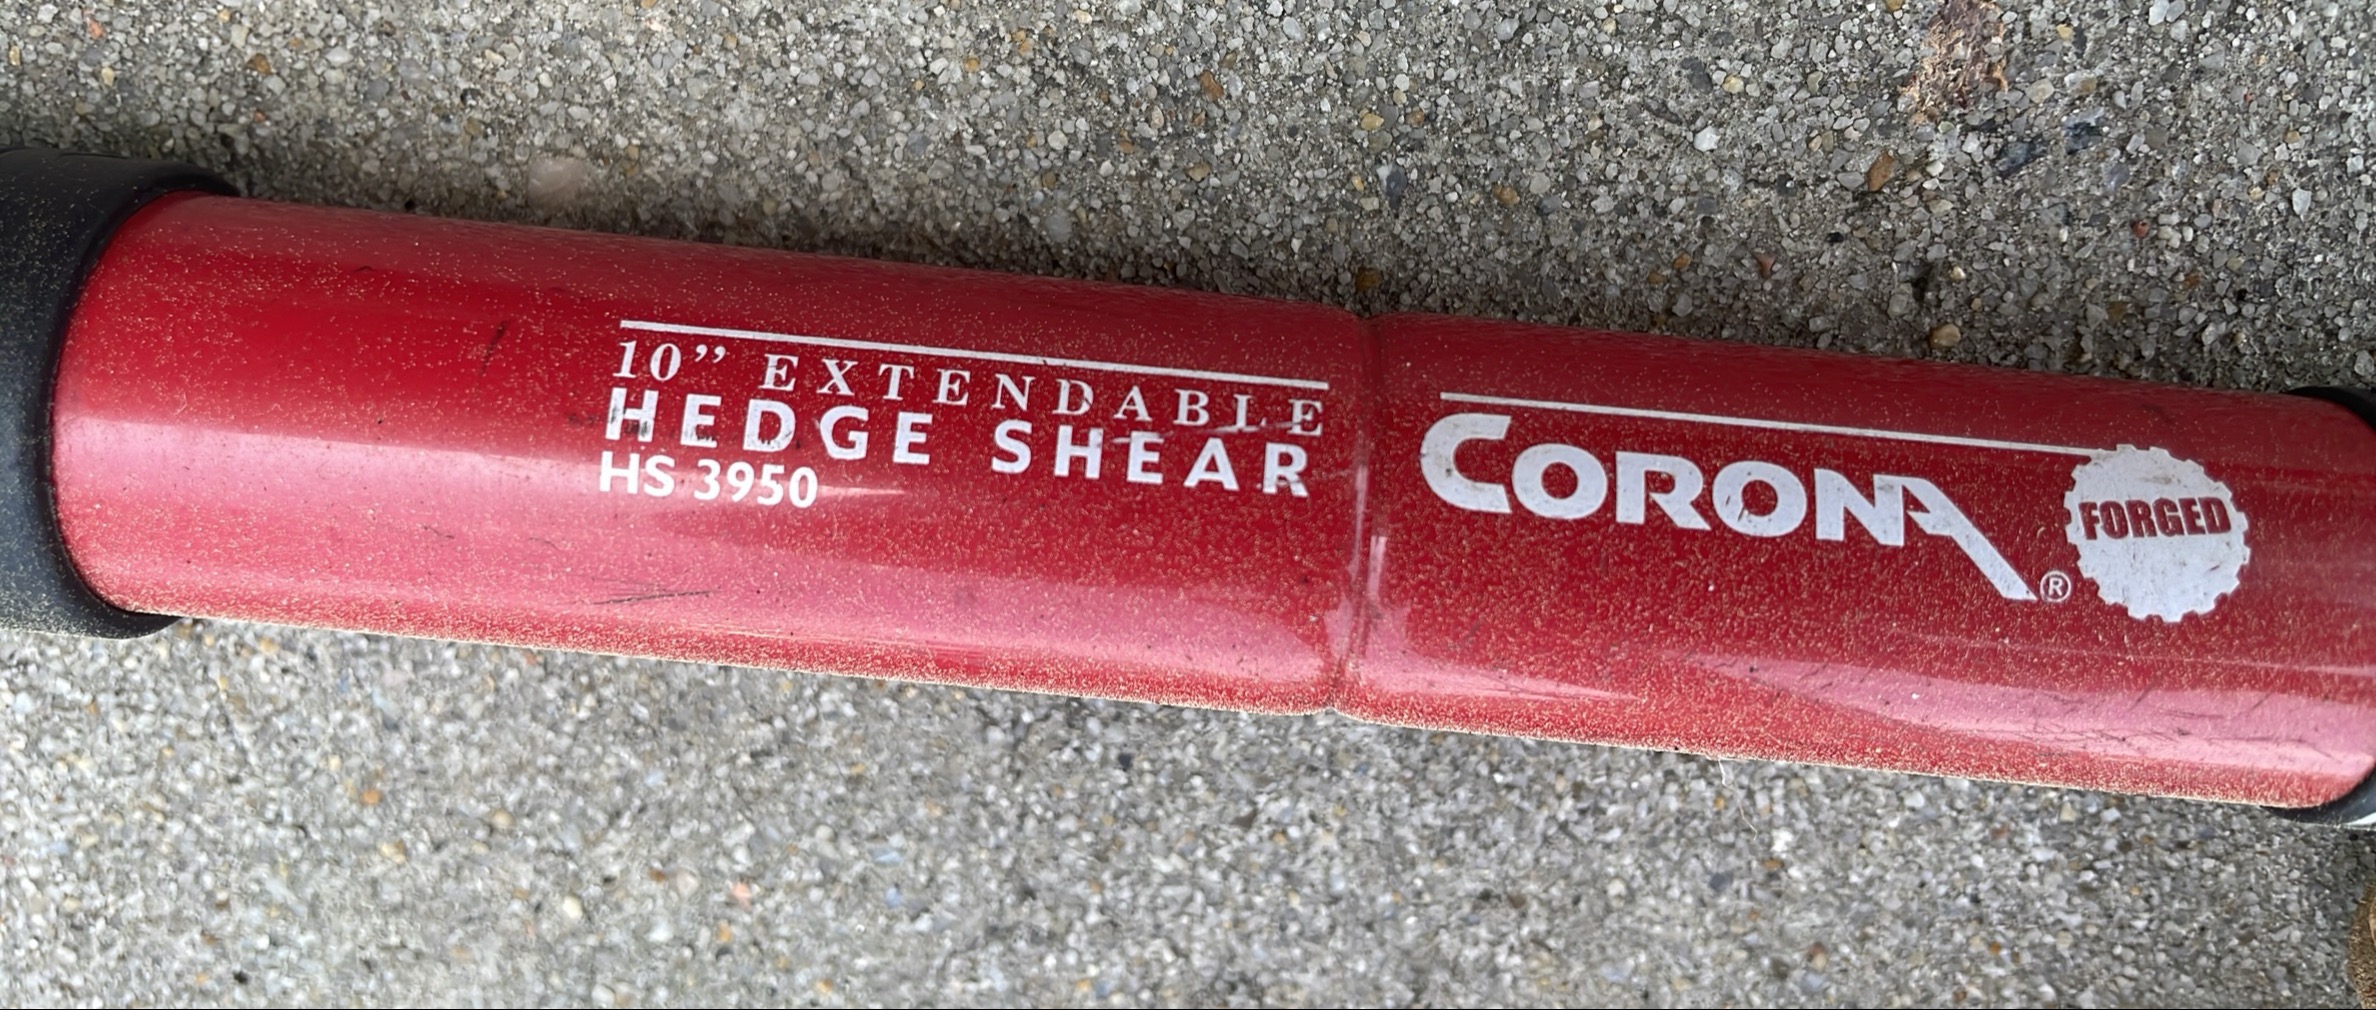 10” EXTENDABLE
HEDGE SHEAR
HS 3950
CORONA®
FORGED